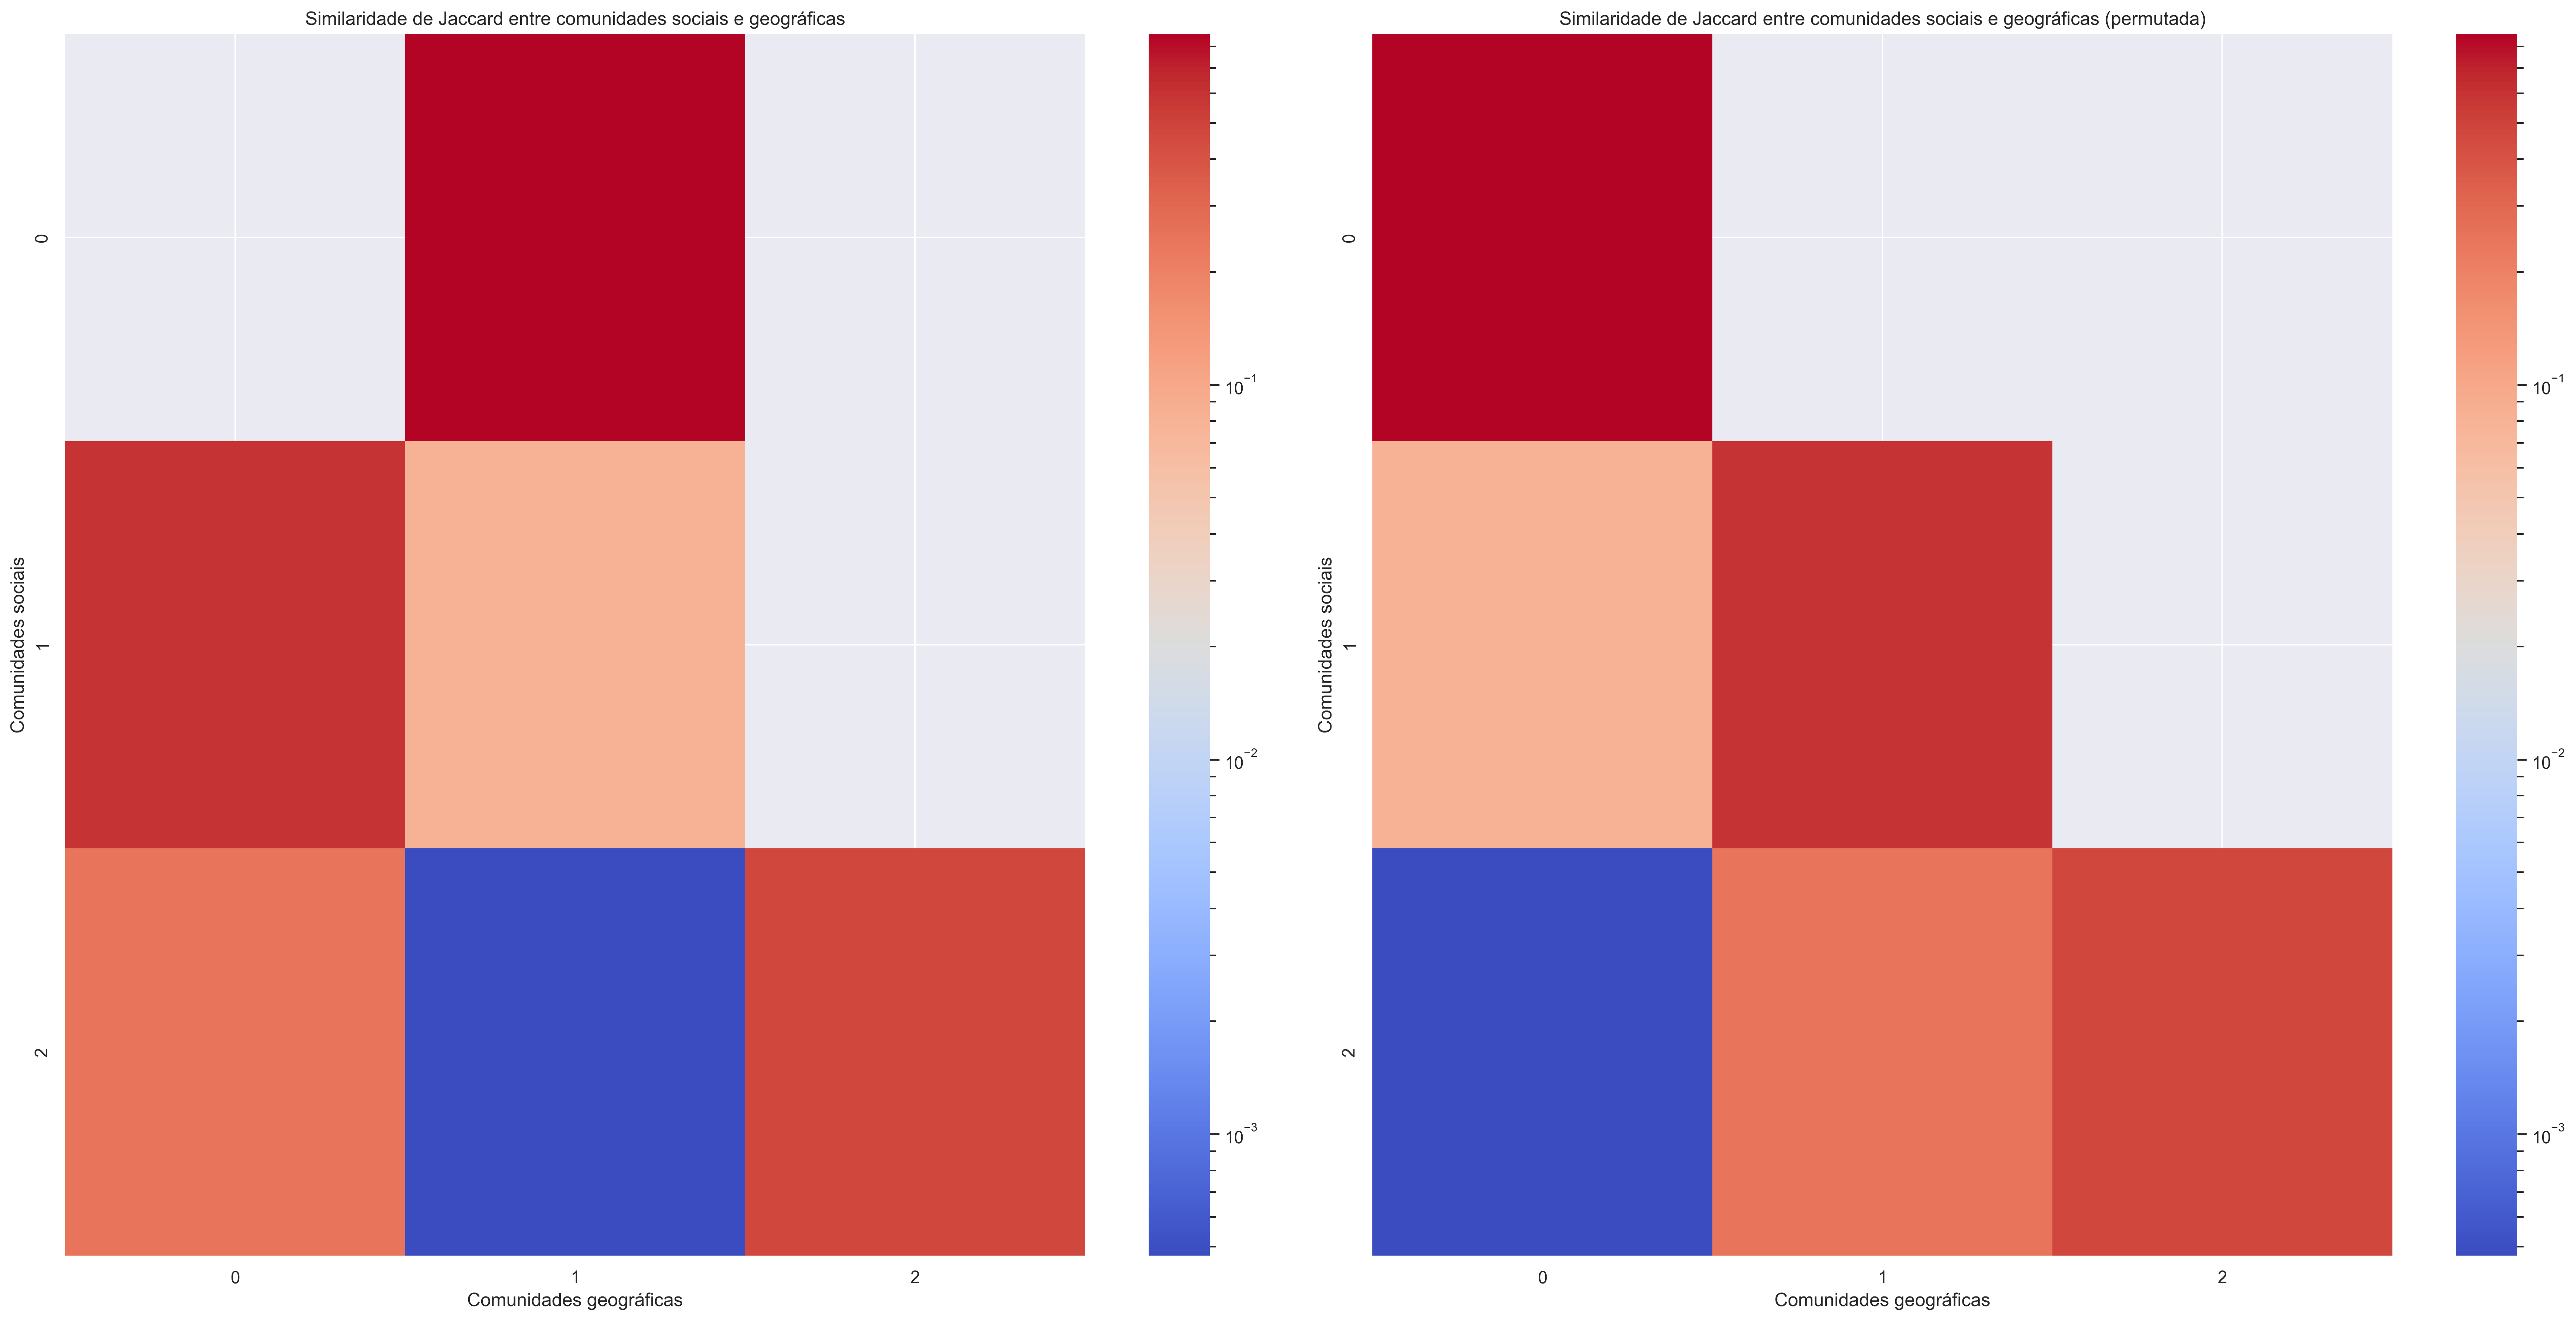 Similaridade de Jaccard entre comunidades sociais e geográficas
Comunidades sociais
0
1
2
0 1 2
Comunidades geográficas
10⁻¹
10⁻²
10⁻³
Similaridade de Jaccard entre comunidades sociais e geográficas (permutada)
Comunidades sociais
0
1
2
0 1 2
Comunidades geográficas
10⁻¹
10⁻²
10⁻³